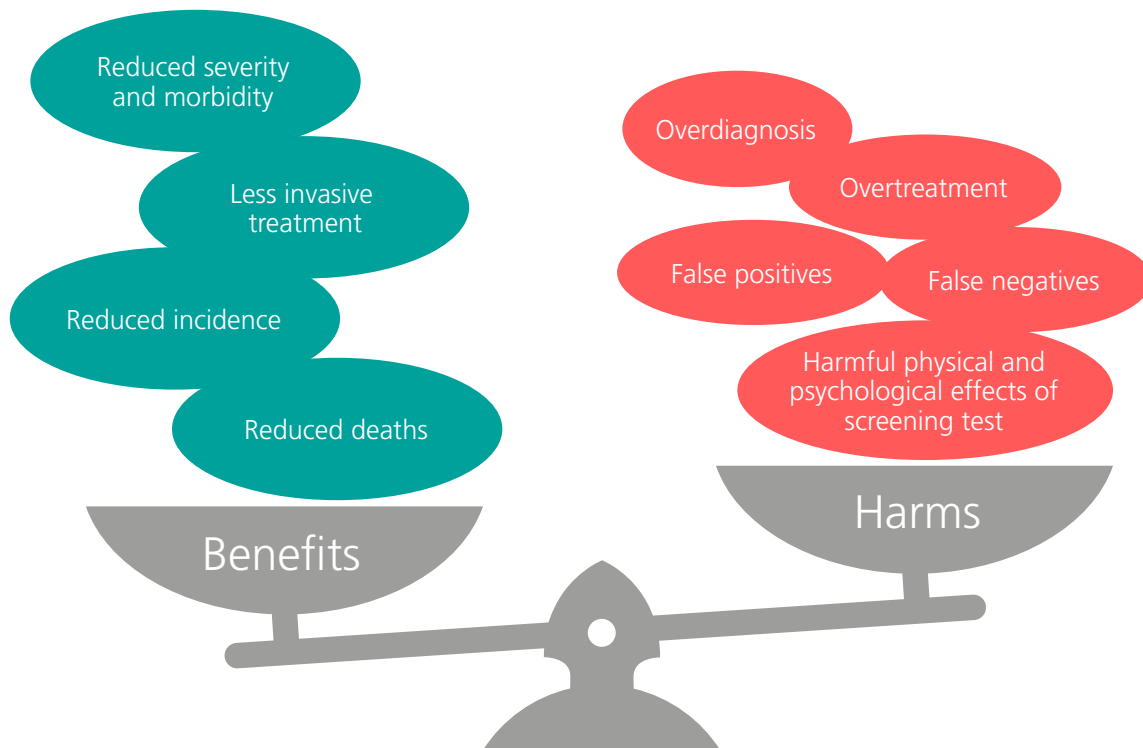 Reduced severity
and morbidity
Less invasive
treatment
Reduced incidence
Reduced deaths
Benefits
Overdiagnosis
Overtreatment
False positives
False negatives
Harmful physical and
psychological effects of
screening test
Harms